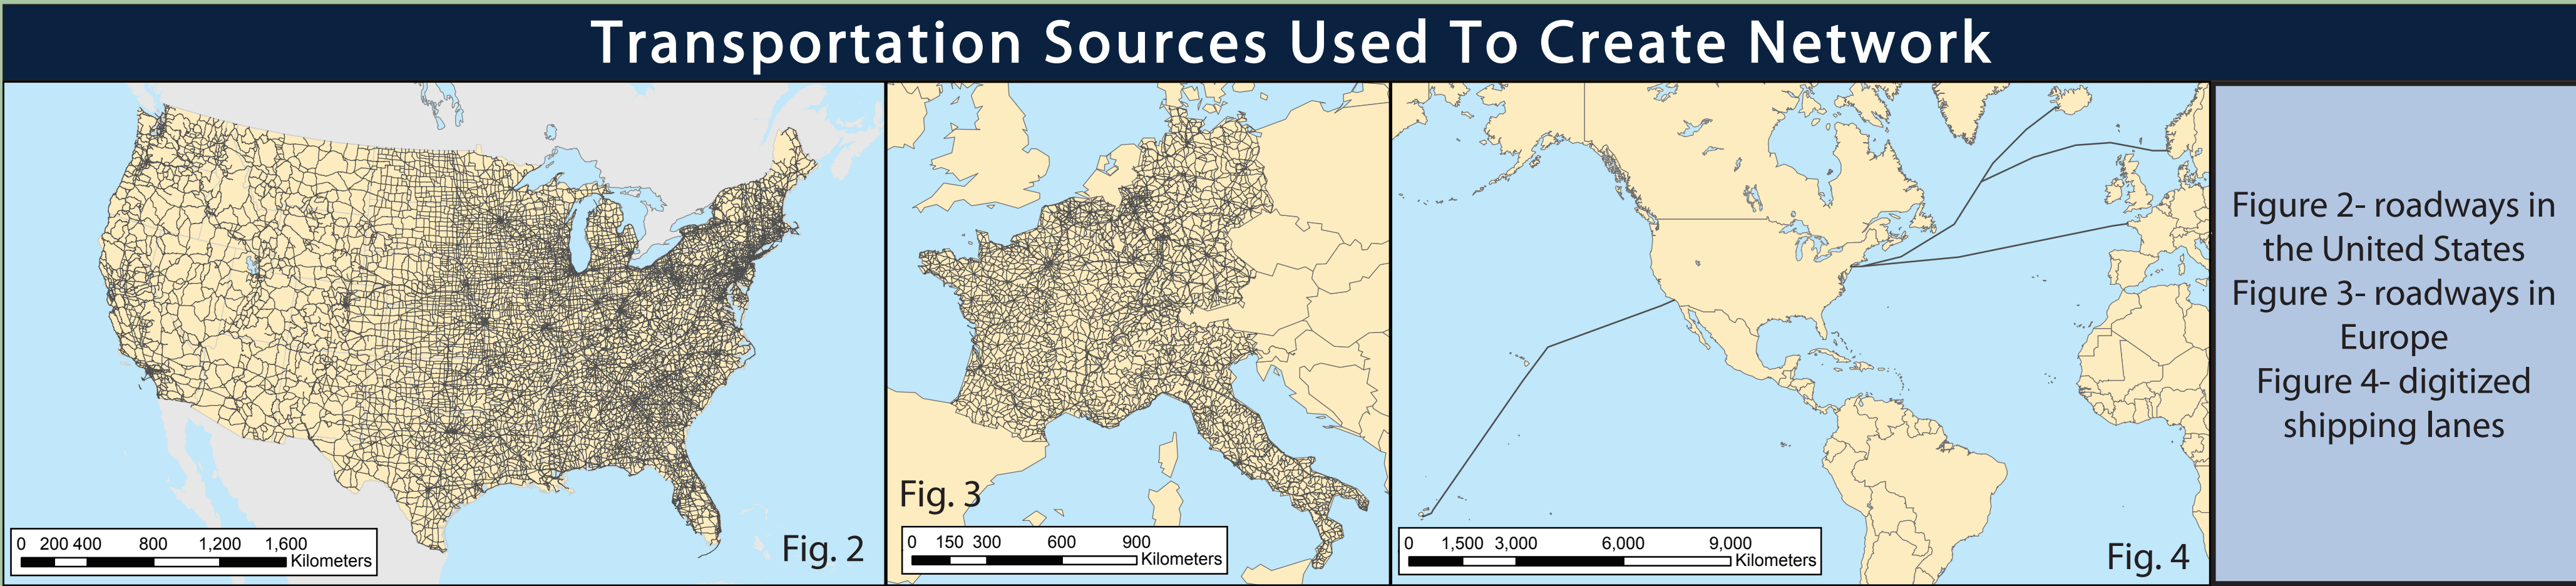 Transportation Sources Used To Create Network
0 200 400 800 1,200 1,600
Kilometers
Fig. 2
Fig. 3
0 150 300 600 900
Kilometers
0 1,500 3,000 6,000 9,000
Kilometers
Fig. 4
Figure 2- roadways in
the United States
Figure 3- roadways in
Europe
Figure 4- digitized
shipping lanes